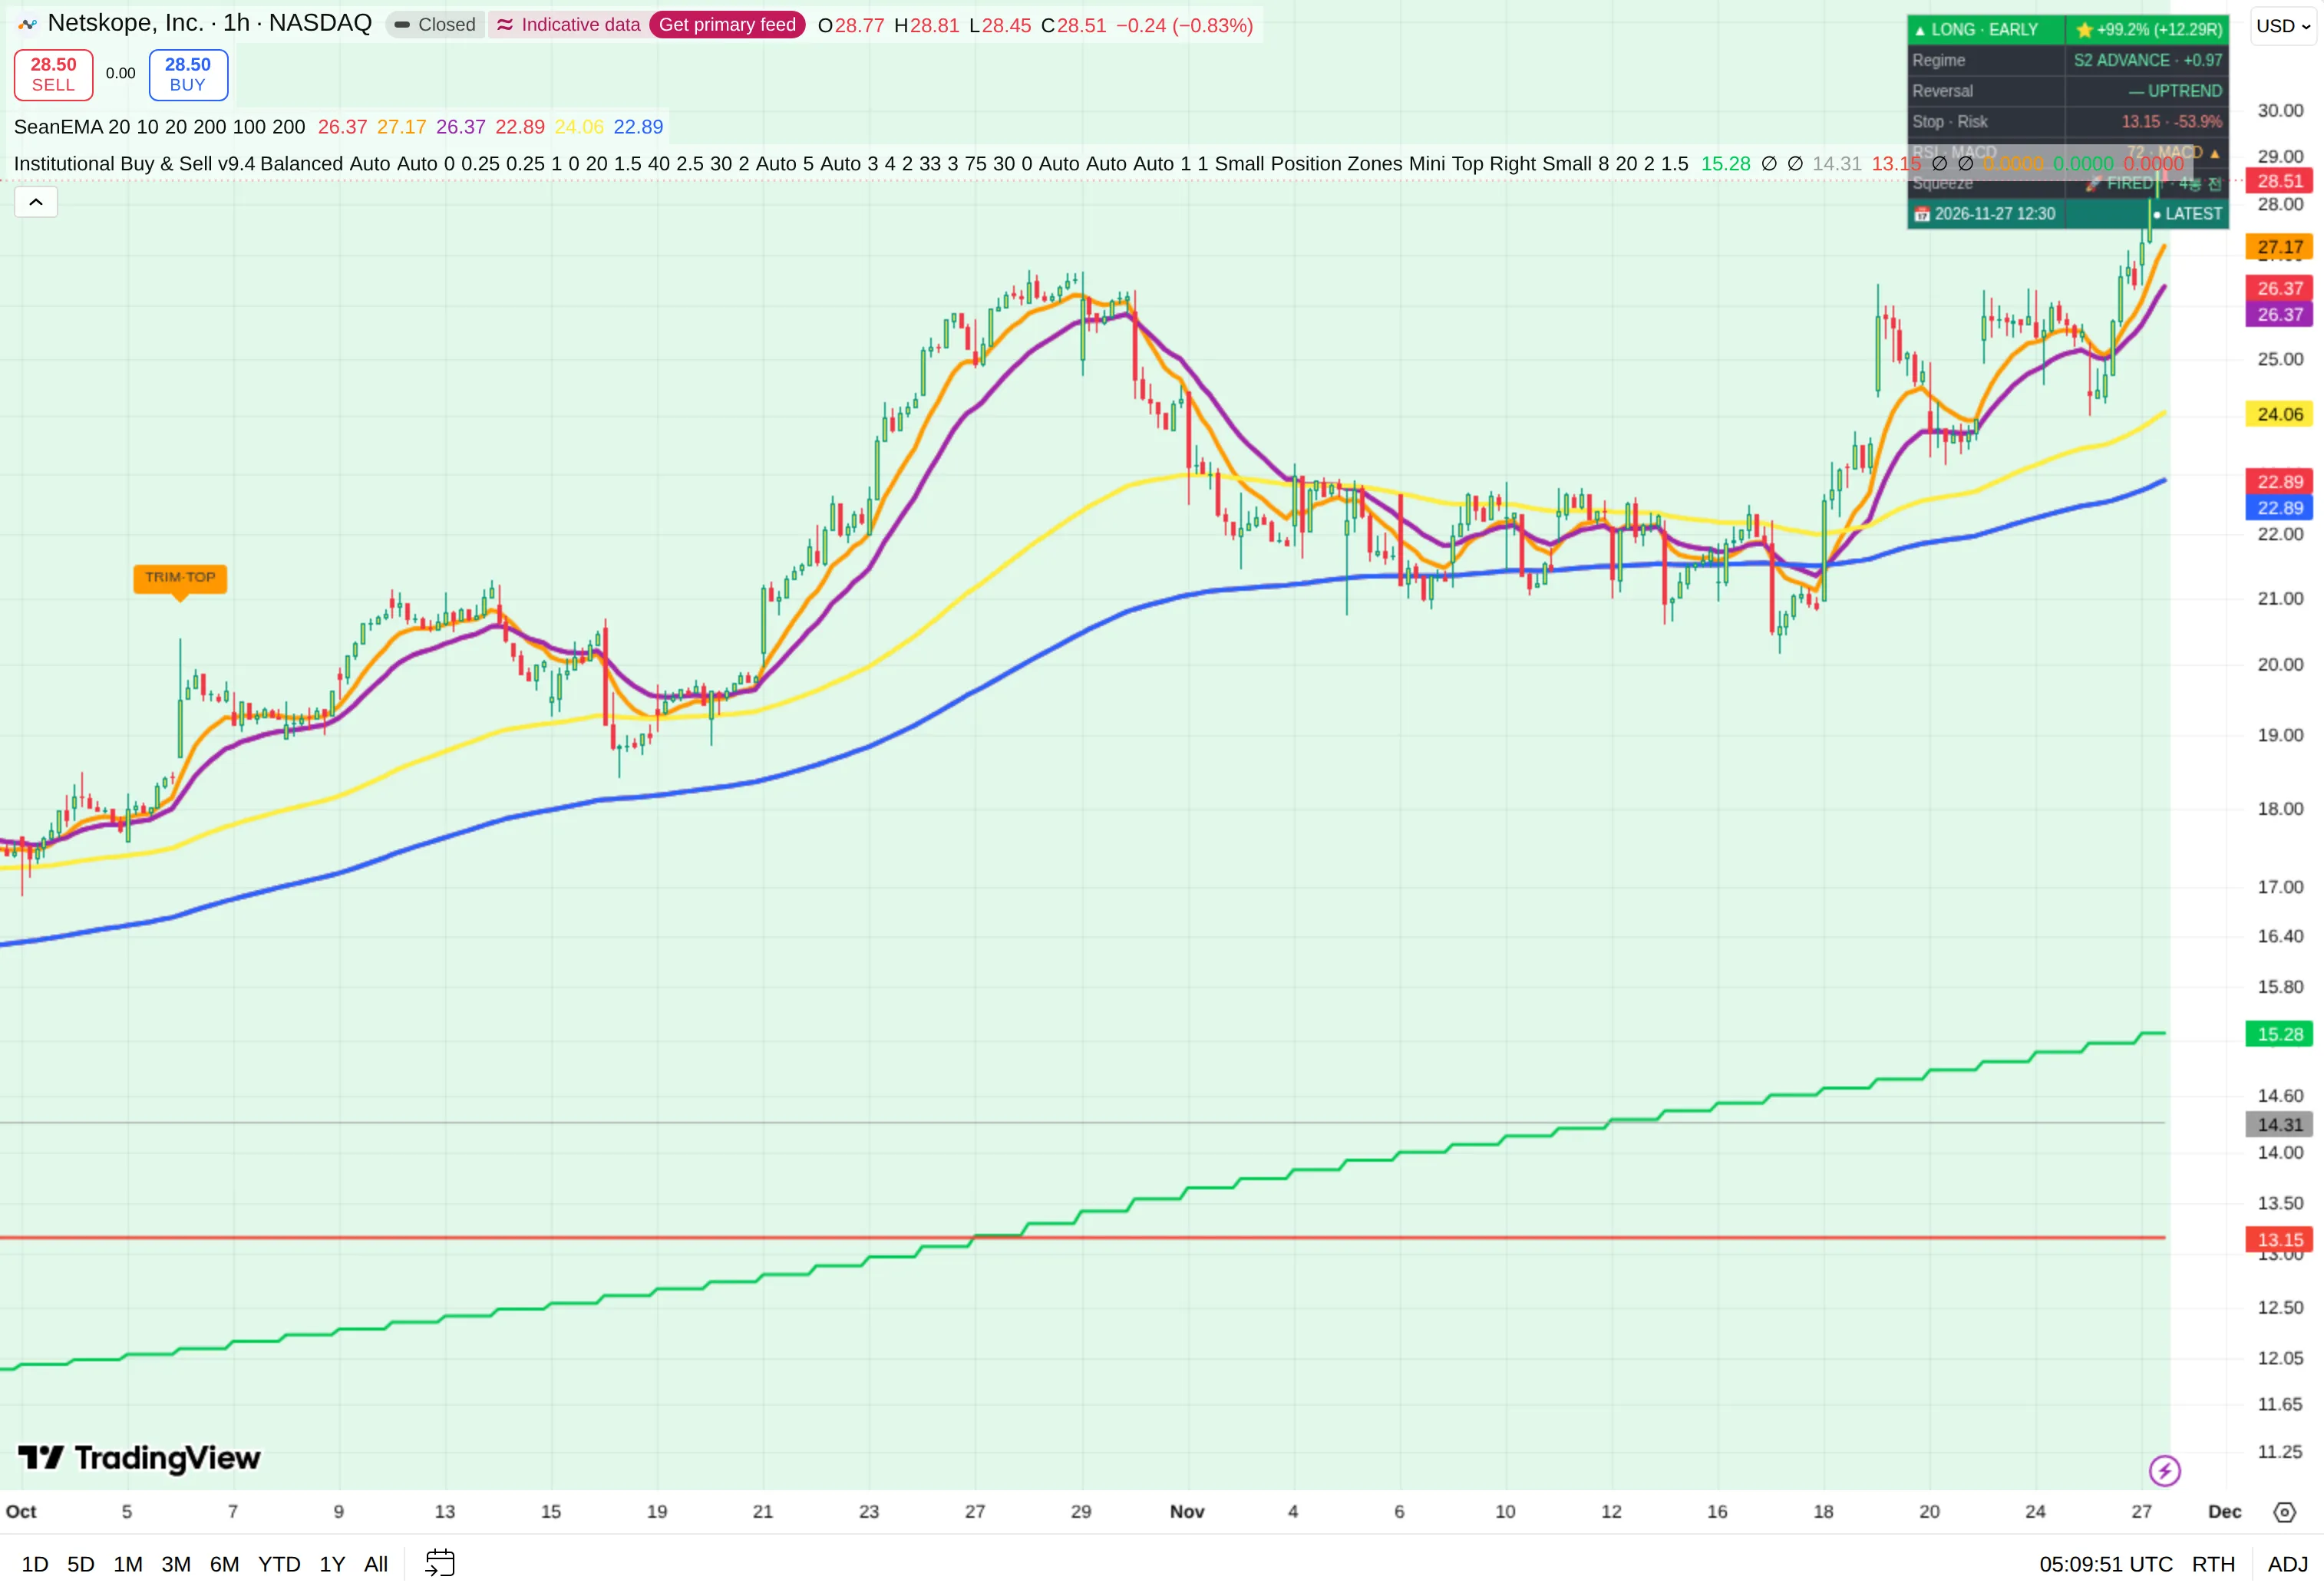 Netskope, Inc. · 1h · NASDAQ Closed Indicative data Get primary feed O28.77 H28.81 L28.45 C28.51 −0.24 (−0.83%)
28.50 SELL 0.00 28.50 BUY
SeanEMA 20 10 20 200 100 200 26.37 27.17 26.37 22.89 24.06 22.89
Institutional Buy & Sell v9.4 Balanced Auto Auto 0 0.25 0.25 1 0 20 1.5 40 2.5 30 2 Auto 5 Auto 3 4 2 33 3 75 30 0 Auto Auto Auto 1 1 Small Position Zones Mini Top Right Small 8 20 2 1.5 15.28 ∅ ∅ 14.31 13.15 ∅ ∅ 0.0000 0.0000 0.0000
▲ LONG · EARLY ⭐ +99.2% (+12.29R)
Regime S2 ADVANCE · +0.97
Reversal — UPTREND
Stop · Risk 13.15 · -53.9%
RSI · MACD 72 · MACD ▲
Squeeze 🚀 FIRED · 4봉 전
📅 2026-11-27 12:30 ● LATEST
USD
30.00
29.00
28.51
28.00
27.17
26.37
26.37
25.00
24.06
22.89
22.89
22.00
21.00
20.00
19.00
18.00
17.00
16.40
15.80
15.28
14.60
14.31
14.00
13.50
13.15
13.00
12.50
12.05
11.65
11.25
TRIM-TOP
TradingView
Oct 5 7 9 13 15 19 21 23 27 29 Nov 4 6 10 12 16 18 20 24 27 Dec
1D 5D 1M 3M 6M YTD 1Y All 05:09:51 UTC RTH ADJ